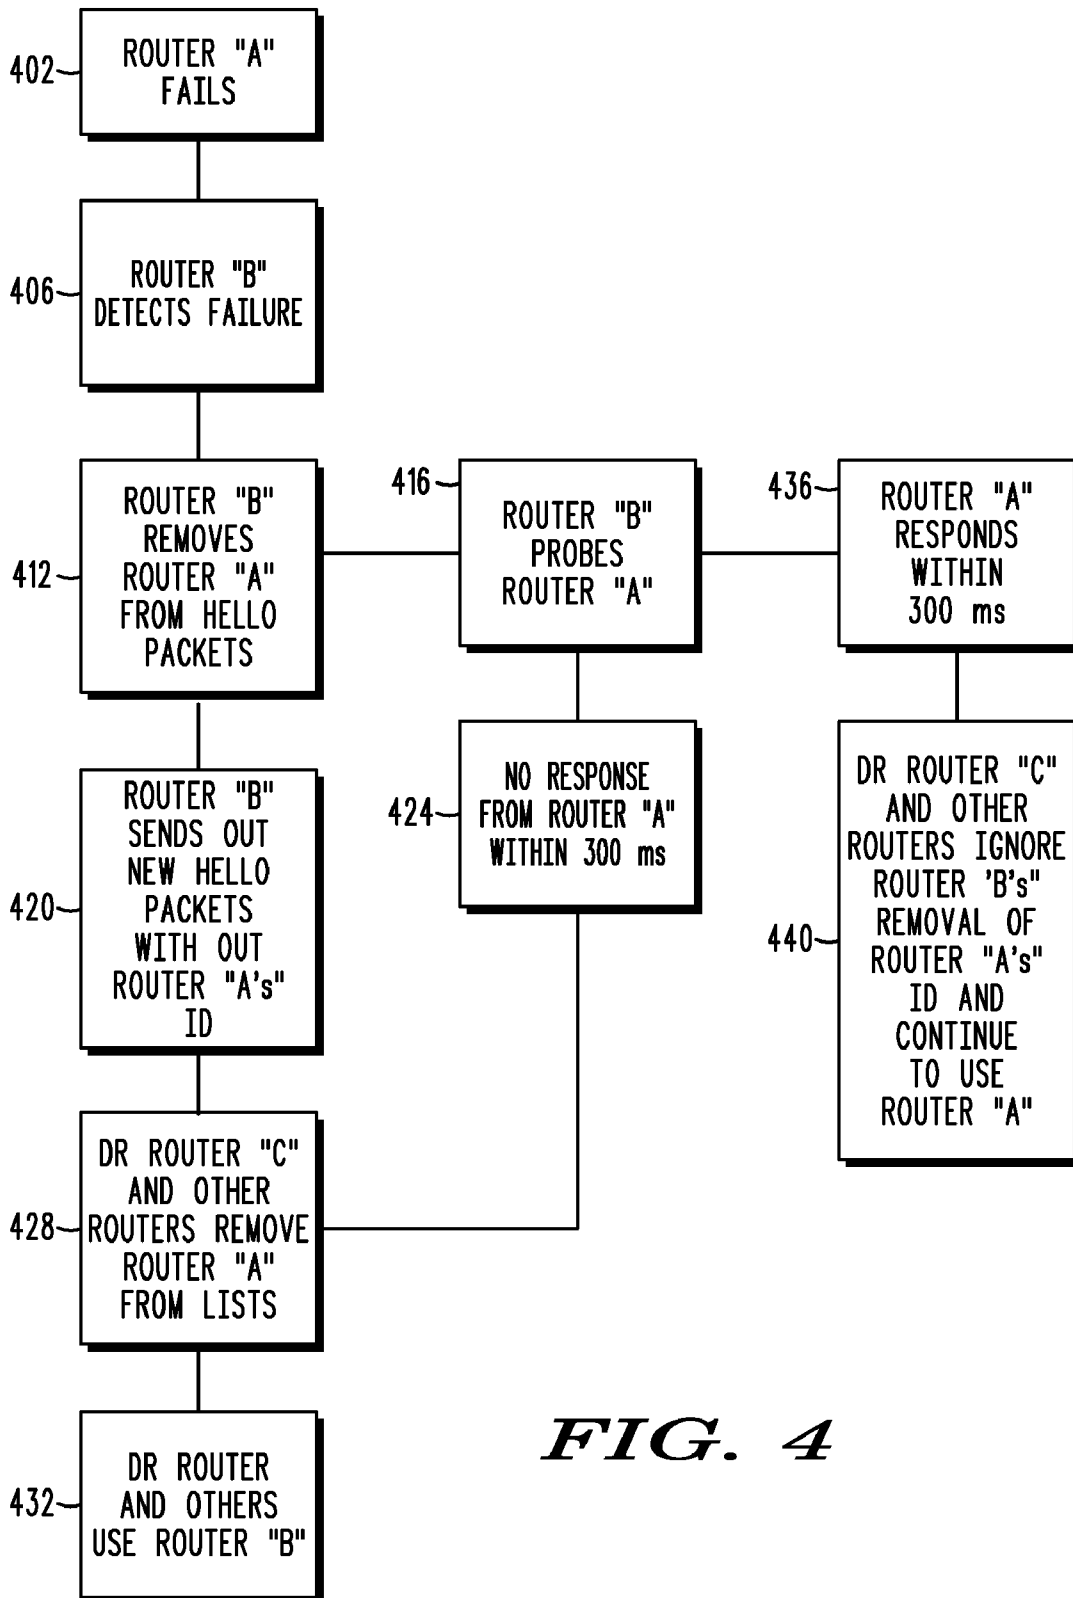 402
ROUTER "A"
FAILS
406
ROUTER "B"
DETECTS FAILURE
412
ROUTER "B"
REMOVES
ROUTER "A"
FROM HELLO
PACKETS
416
ROUTER "B"
PROBES
ROUTER "A"
436
ROUTER "A"
RESPONDS
WITHIN
300 ms
420
ROUTER "B"
SENDS OUT
NEW HELLO
PACKETS
WITH OUT
ROUTER "A's"
ID
424
NO RESPONSE
FROM ROUTER "A"
WITHIN 300 ms
440
DR ROUTER "C"
AND OTHER
ROUTERS IGNORE
ROUTER 'B's"
REMOVAL OF
ROUTER "A's"
ID AND
CONTINUE
TO USE
ROUTER "A"
428
DR ROUTER "C"
AND OTHER
ROUTERS REMOVE
ROUTER "A"
FROM LISTS
432
DR ROUTER
AND OTHERS
USE ROUTER "B"
FIG. 4